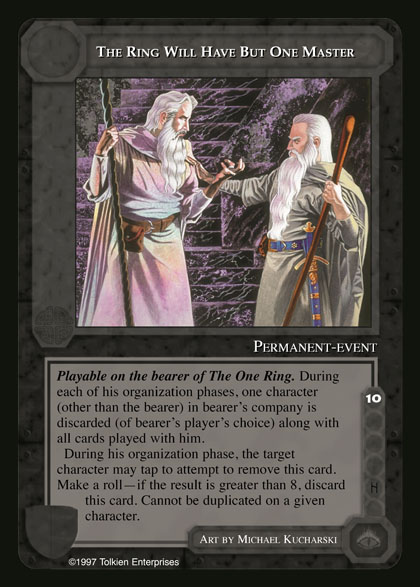 The Ring Will Have But One Master
Permanent-event
Playable on the bearer of The One Ring. During
each of his organization phases, one character
(other than the bearer) in bearer's company is
discarded (of bearer's player's choice) along with
all cards played with him.
During his organization phase, the target
character may tap to attempt to remove this card.
Make a roll—if the result is greater than 8, discard
this card. Cannot be duplicated on a given
character.
10
Art by Michael Kucharski
©1997 Tolkien Enterprises